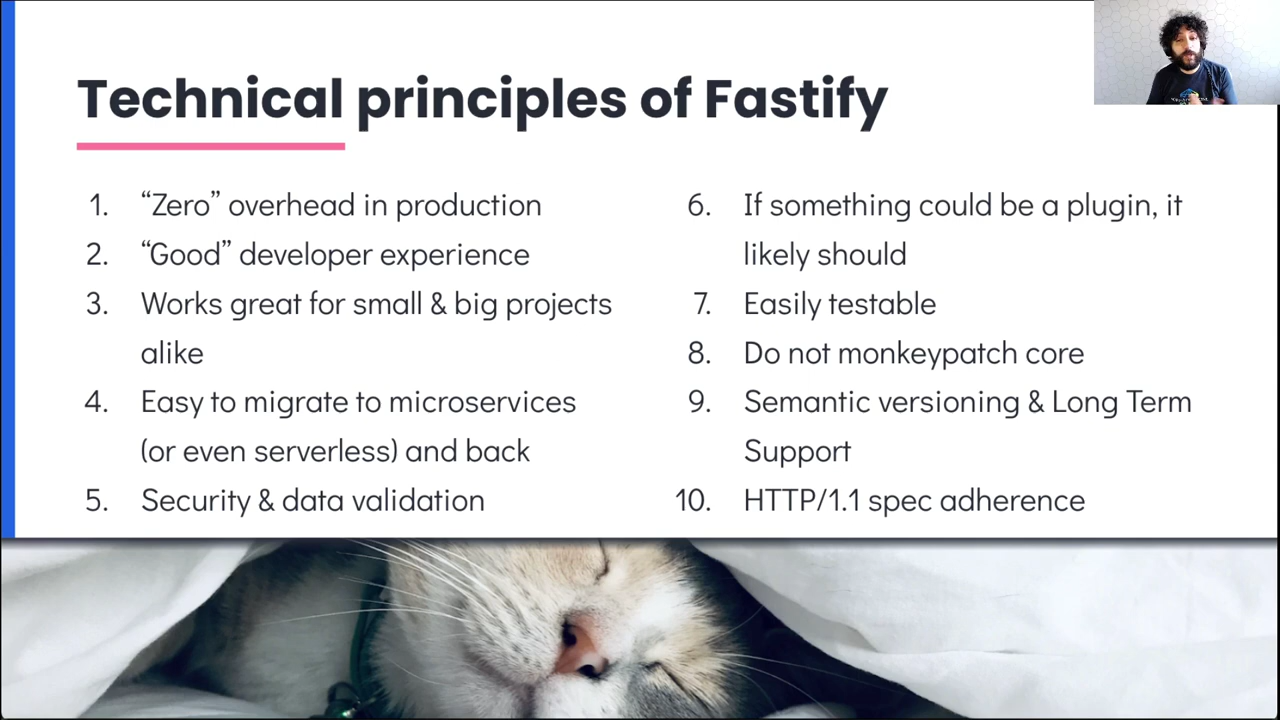 Technical principles of Fastify
1. “Zero” overhead in production
2. “Good” developer experience
3. Works great for small & big projects
alike
4. Easy to migrate to microservices
(or even serverless) and back
5. Security & data validation
6. If something could be a plugin, it
likely should
7. Easily testable
8. Do not monkeypatch core
9. Semantic versioning & Long Term
Support
10. HTTP/1.1 spec adherence